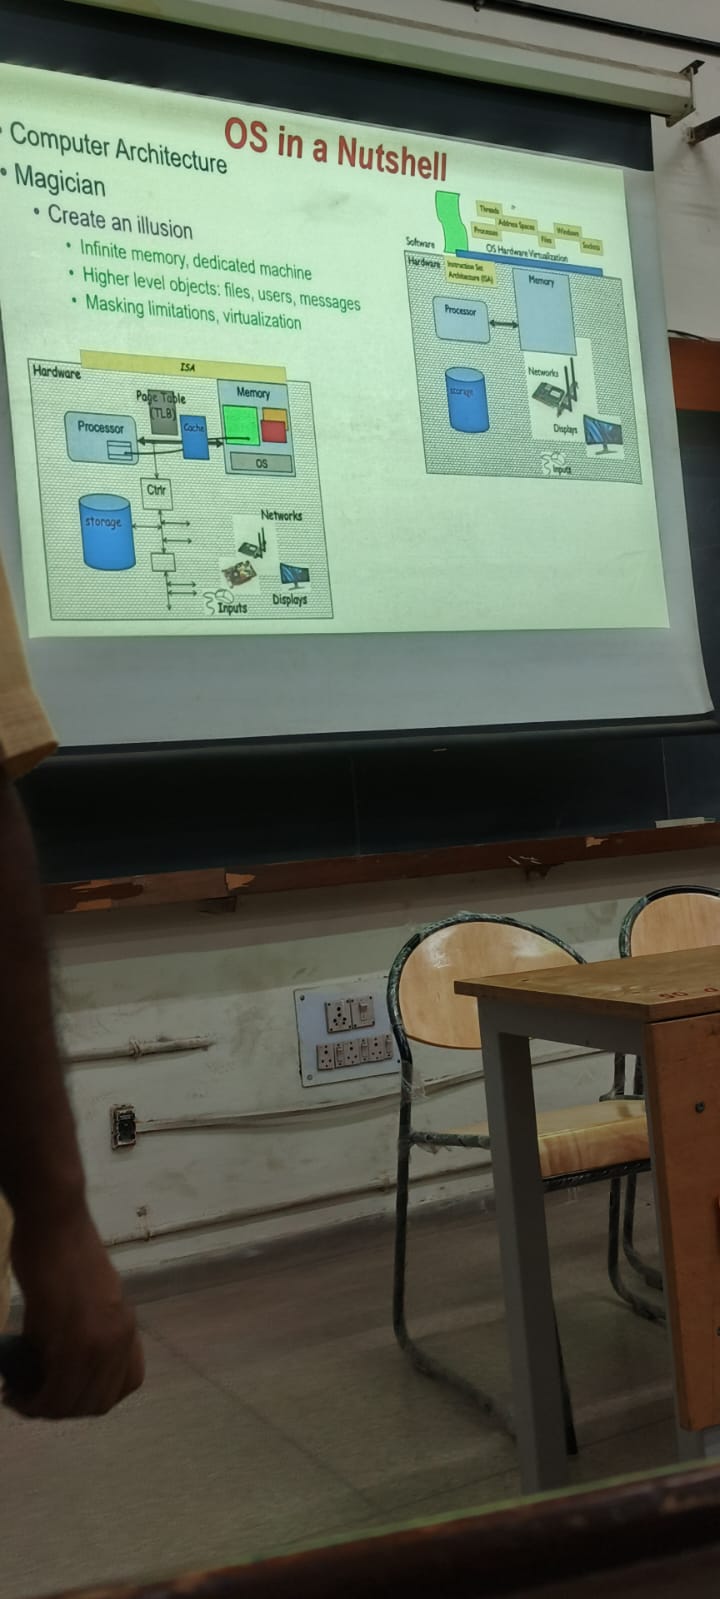 OS in a Nutshell
• Computer Architecture
• Magician
• Create an illusion
• Infinite memory, dedicated machine
• Higher level objects: files, users, messages
• Masking limitations, virtualization
Threads
Address Spaces
Windows
Processes
Files
Sockets
Software
OS Hardware Virtualization
Hardware
Instruction Set
Architecture (ISA)
Memory
Processor
storage
Networks
Displays
Inputs
ISA
Hardware
Page Table
(TLB)
Memory
Processor
Cache
OS
Ctrlr
storage
Networks
Inputs
Displays